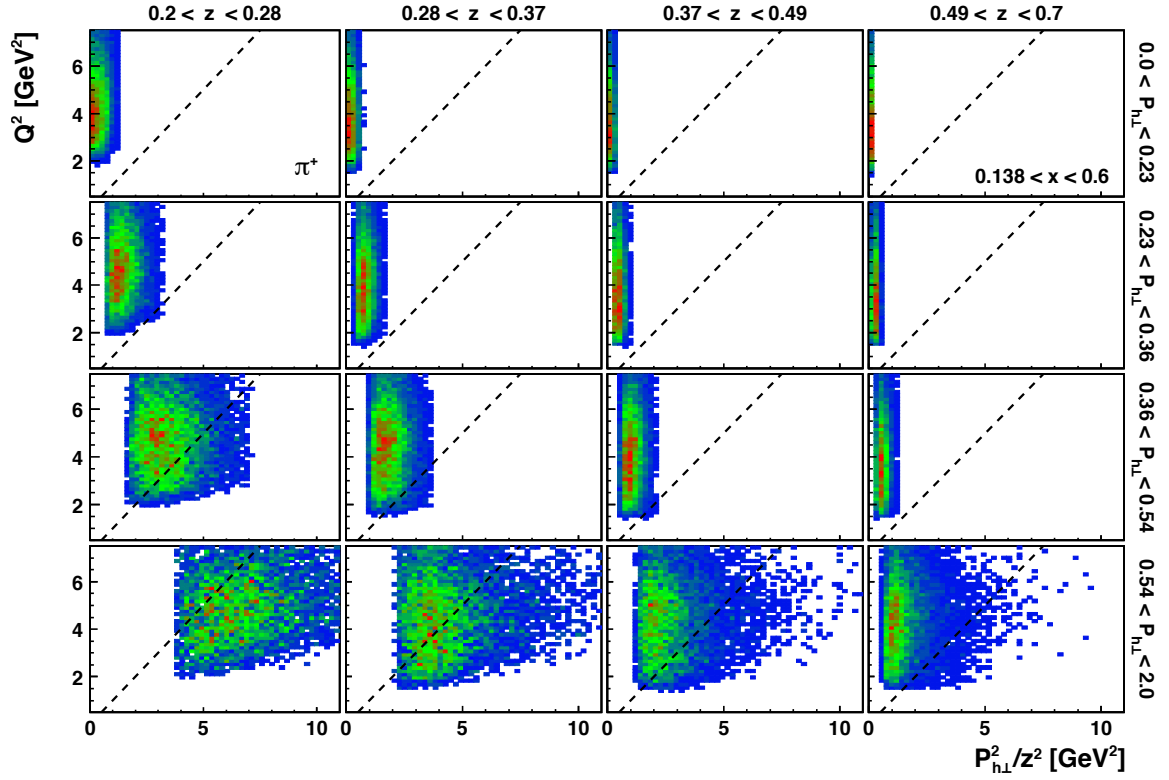 0.2 < z < 0.28 0.28 < z < 0.37 0.37 < z < 0.49 0.49 < z < 0.7
Q² [GeV²]
6
4
2
π⁺
0.138 < x < 0.6
0.0 < P_h⊥ < 0.23
6
4
2
0.23 < P_h⊥ < 0.36
6
4
2
0.36 < P_h⊥ < 0.54
6
4
2
0.54 < P_h⊥ < 2.0
0 5 10 0 5 10 0 5 10 0 5 10
P²_h⊥/z² [GeV²]